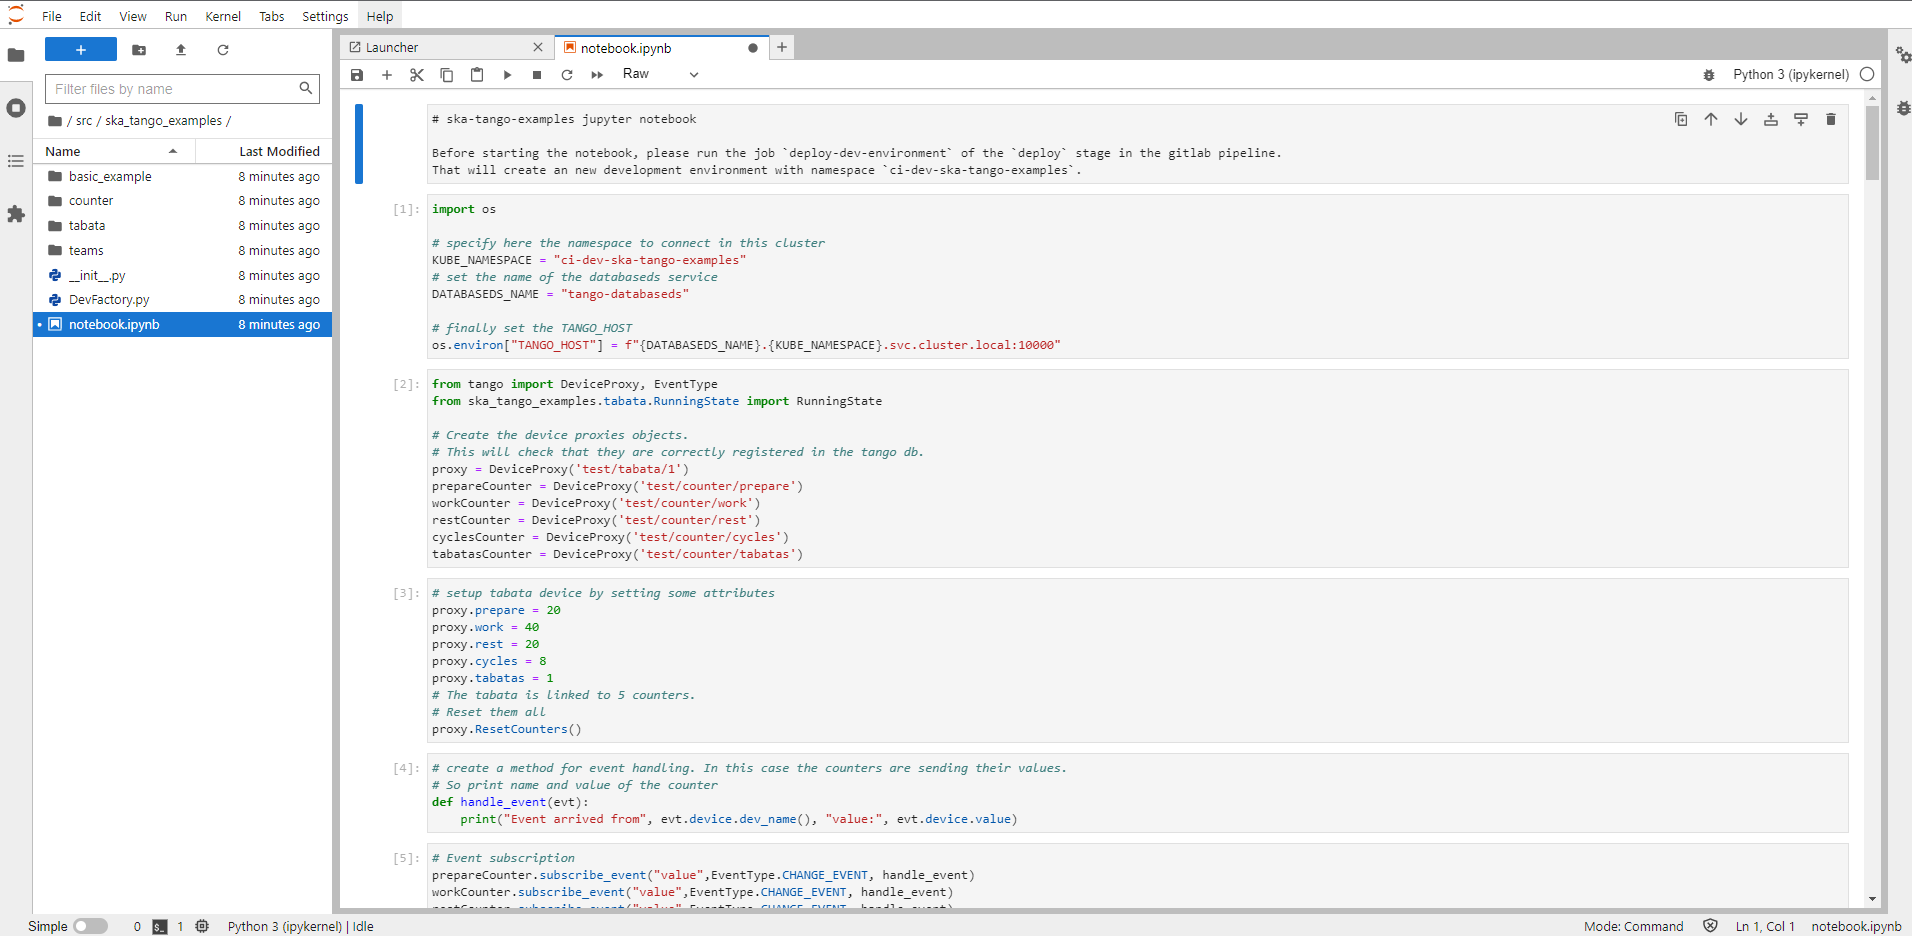 File Edit View Run Kernel Tabs Settings Help
+
Filter files by name
/ src / ska_tango_examples /
Name Last Modified
basic_example 8 minutes ago
counter 8 minutes ago
tabata 8 minutes ago
teams 8 minutes ago
__init__.py 8 minutes ago
DevFactory.py 8 minutes ago
notebook.ipynb 8 minutes ago
Launcher
notebook.ipynb
Raw
Python 3 (ipykernel)
# ska-tango-examples jupyter notebook
Before starting the notebook, please run the job `deploy-dev-environment` of the `deploy` stage in the gitlab pipeline.
That will create an new development environment with namespace `ci-dev-ska-tango-examples`.
[1]: import os
# specify here the namespace to connect in this cluster
KUBE_NAMESPACE = "ci-dev-ska-tango-examples"
# set the name of the databaseds service
DATABASEDS_NAME = "tango-databaseds"
# finally set the TANGO_HOST
os.environ["TANGO_HOST"] = f"{DATABASEDS_NAME}.{KUBE_NAMESPACE}.svc.cluster.local:10000"
[2]: from tango import DeviceProxy, EventType
from ska_tango_examples.tabata.RunningState import RunningState
# Create the device proxies objects.
# This will check that they are correctly registered in the tango db.
proxy = DeviceProxy('test/tabata/1')
prepareCounter = DeviceProxy('test/counter/prepare')
workCounter = DeviceProxy('test/counter/work')
restCounter = DeviceProxy('test/counter/rest')
cyclesCounter = DeviceProxy('test/counter/cycles')
tabatasCounter = DeviceProxy('test/counter/tabatas')
[3]: # setup tabata device by setting some attributes
proxy.prepare = 20
proxy.work = 40
proxy.rest = 20
proxy.cycles = 8
proxy.tabatas = 1
# The tabata is linked to 5 counters.
# Reset them all
proxy.ResetCounters()
[4]: # create a method for event handling. In this case the counters are sending their values.
# So print name and value of the counter
def handle_event(evt):
    print("Event arrived from", evt.device.dev_name(), "value:", evt.device.value)
[5]: # Event subscription
prepareCounter.subscribe_event("value",EventType.CHANGE_EVENT, handle_event)
workCounter.subscribe_event("value",EventType.CHANGE_EVENT, handle_event)
restCounter.subscribe_event("value",EventType.CHANGE_EVENT, handle_event)
Simple 0 $_ 1 Python 3 (ipykernel) | Idle
Mode: Command Ln 1, Col 1 notebook.ipynb